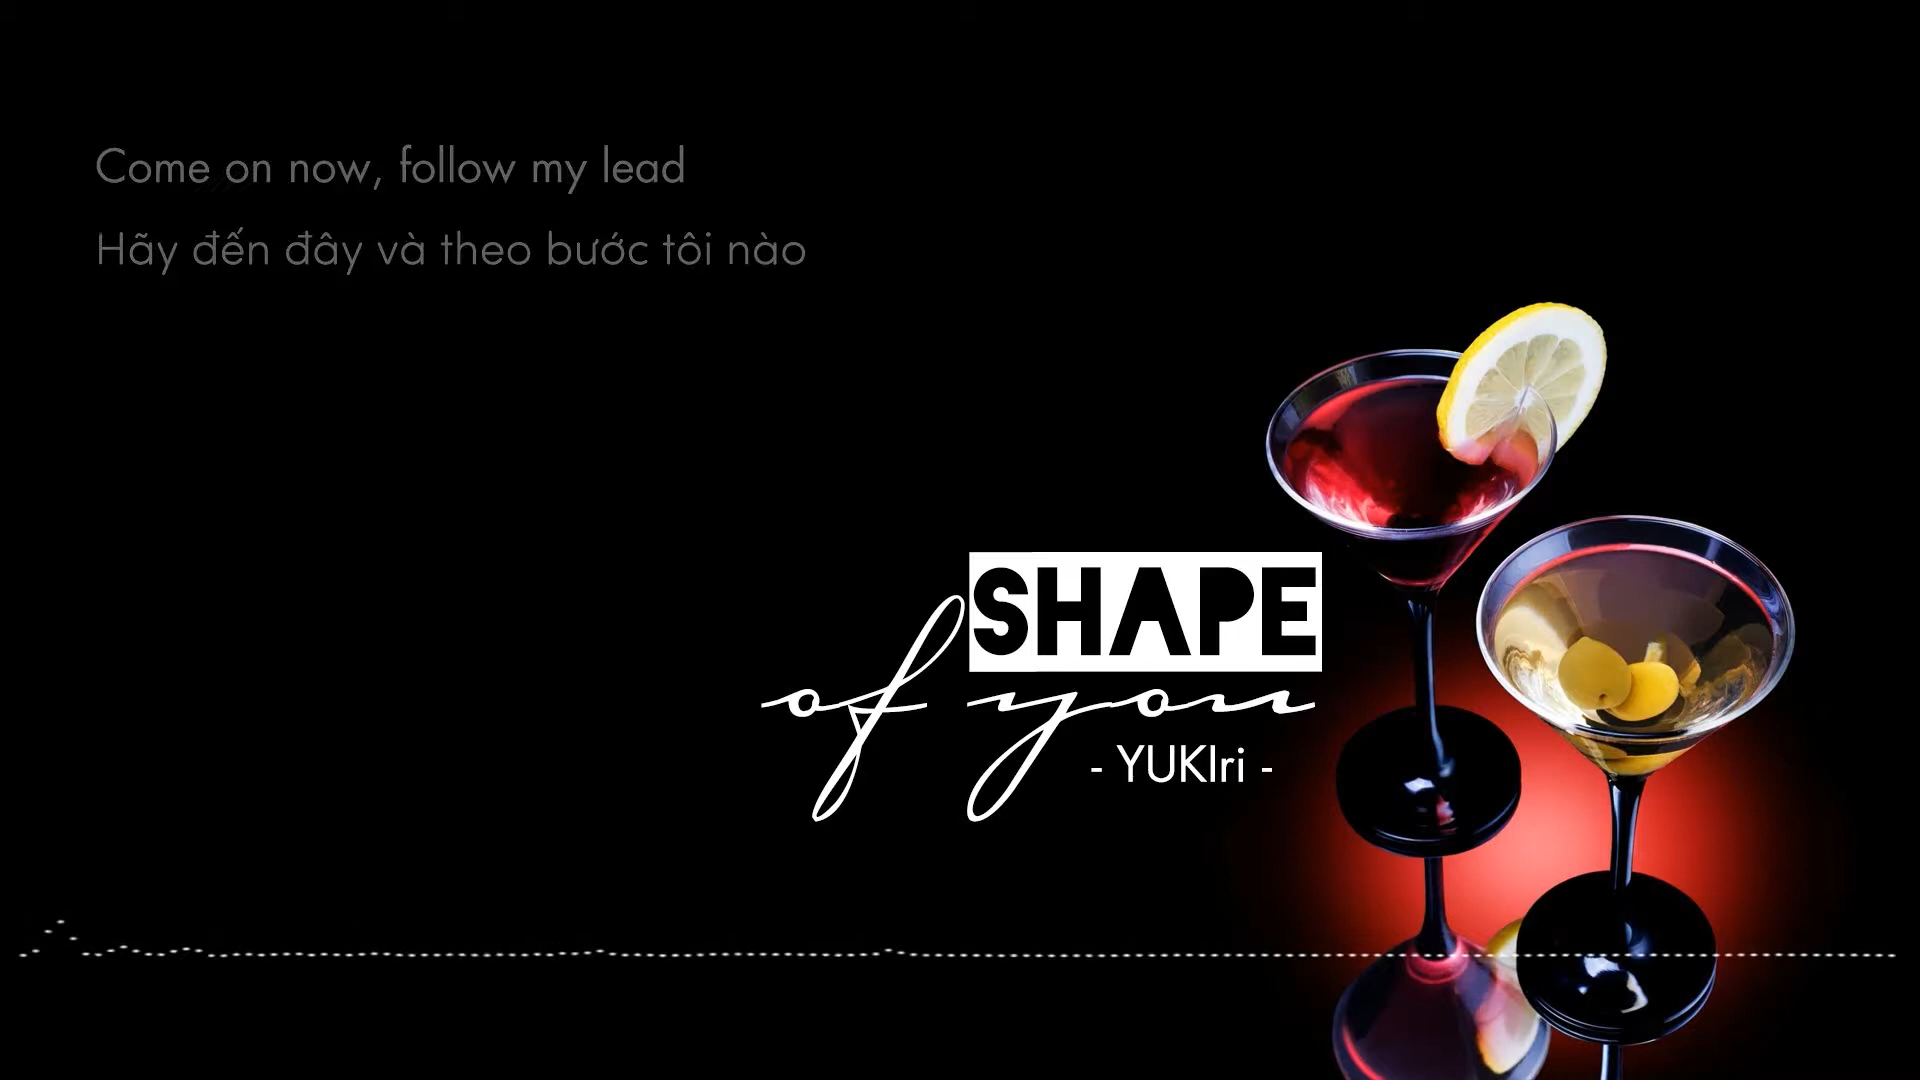 Come on now, follow my lead
Hãy đến đây và theo bước tôi nào
SHAPE
of you
- YUKIri -